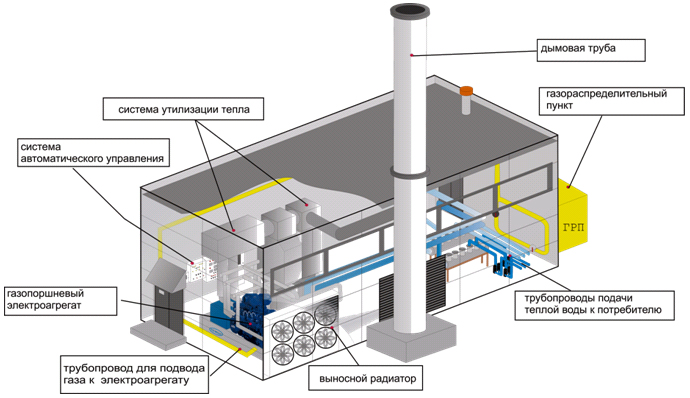 дымовая труба
газораспределительный
пункт
система утилизации тепла
система
автоматического управления
ГРП
газопоршневый
электроагрегат
трубопроводы подачи
теплой воды к потребителю
трубопровод для подвода
газа к электроагрегату
выносной радиатор